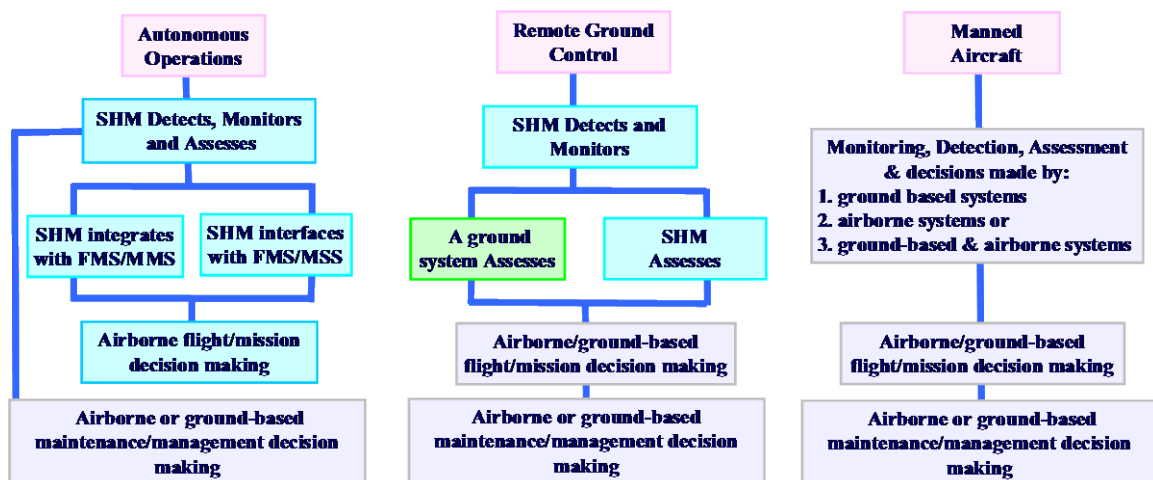 Autonomous
Operations
SHM Detects, Monitors
and Assesses
SHM integrates
with FMS/MMS
SHM interfaces
with FMS/MSS
Airborne flight/mission
decision making
Airborne or ground-based
maintenance/management decision
making
Remote Ground
Control
SHM Detects and
Monitors
A ground
system Assesses
SHM
Assesses
Airborne/ground-based
flight/mission decision making
Airborne or ground-based
maintenance/management decision
making
Manned
Aircraft
Monitoring, Detection, Assessment
& decisions made by:
1. ground based systems
2. airborne systems or
3. ground-based & airborne systems
Airborne/ground-based
flight/mission decision making
Airborne or ground-based
maintenance/management decision
making